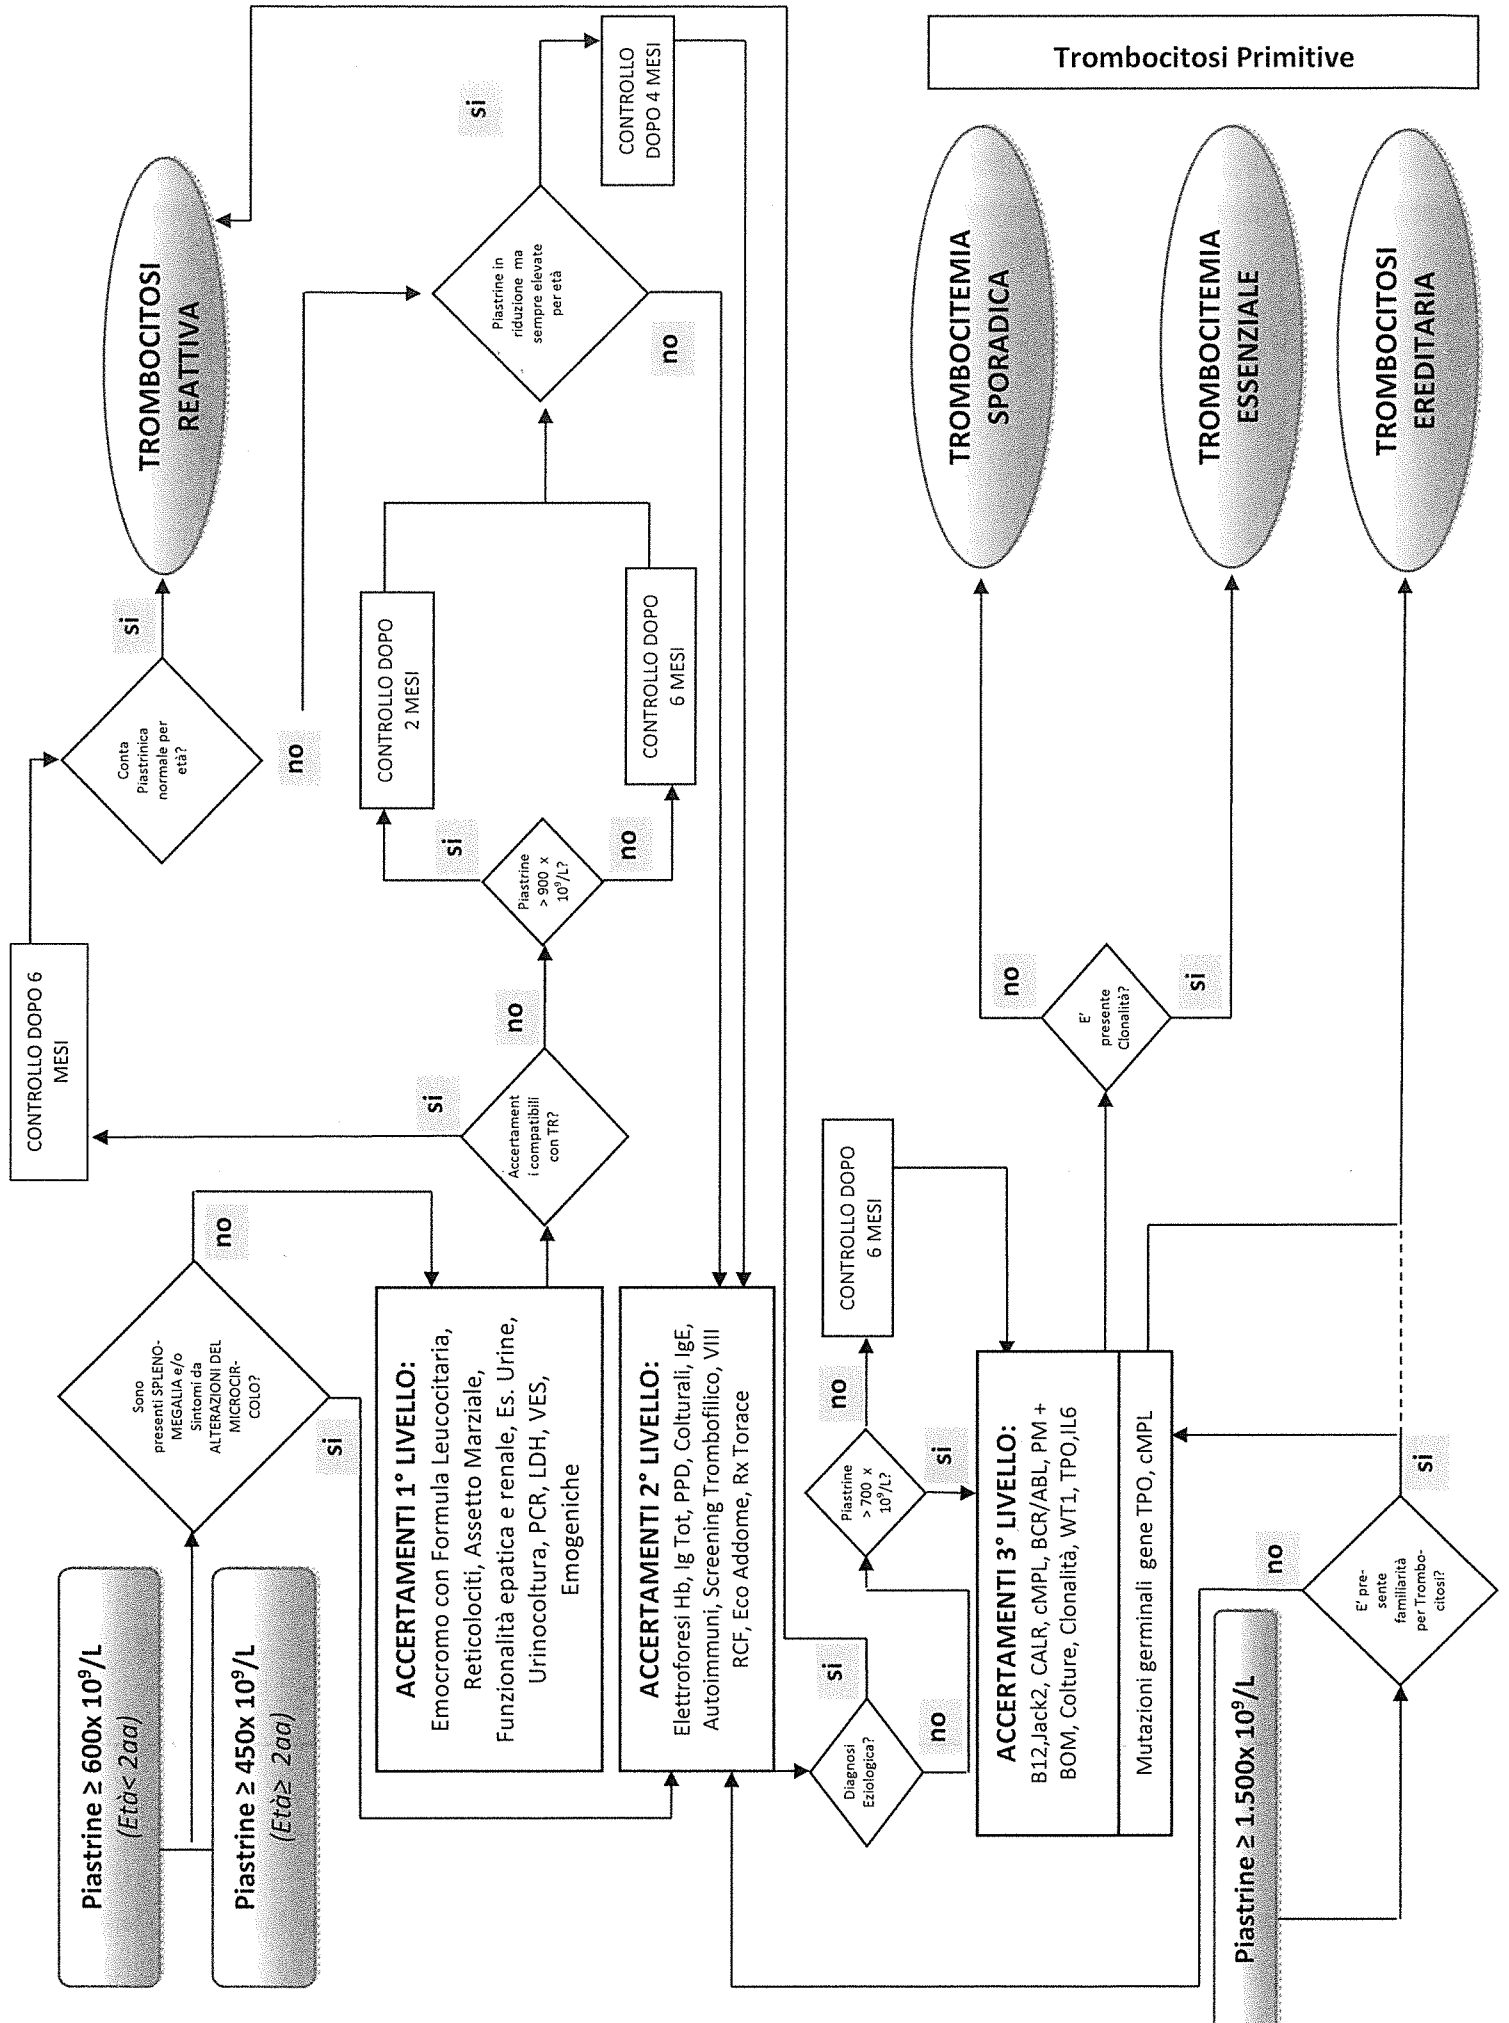 Piastrine ≥ 600x 10⁹/L
(Età< 2aa)
Piastrine ≥ 450x 10⁹/L
(Età≥ 2aa)
Sono
presenti SPLENO-
MEGALIA e/o
Sintomi da
ALTERAZIONI DEL
MICROCIR-
COLO?
no
si
CONTROLLO DOPO 6
MESI
Conta
Piastrinica
normale per
età?
si
no
TROMBOCITOSI
REATTIVA
ACCERTAMENTI 1° LIVELLO:
Emocromo con Formula Leucocitaria,
Reticolociti, Assetto Marziale,
Funzionalità epatica e renale, Es. Urine,
Urinocoltura, PCR, LDH, VES,
Emogeniche
Accertament
i compatibili
con TR?
si
no
Piastrine
> 900 x
10⁹/L?
si
no
CONTROLLO DOPO
2 MESI
CONTROLLO DOPO
6 MESI
Piastrine in
riduzione ma
sempre elevate
per età
si
no
CONTROLLO
DOPO 4 MESI
ACCERTAMENTI 2° LIVELLO:
Elettroforesi Hb, Ig Tot, PPD, Colturali, IgE,
Autoimmuni, Screening Trombofilico, VIII
RCF, Eco Addome, Rx Torace
Diagnosi
Eziologica?
si
no
Piastrine
> 700 x
10⁹/L?
no
si
CONTROLLO DOPO
6 MESI
ACCERTAMENTI 3° LIVELLO:
B12,Jack2, CALR, cMPL, BCR/ABL, PM +
BOM, Colture, Clonalità, WT1, TPO,IL6
Mutazioni germinali gene TPO, cMPL
E'
presente
Clonalità?
no
si
Piastrine ≥ 1.500x 10⁹/L
E' pre-
sente
familiarità
per Trombo-
citosi?
no
si
Trombocitosi Primitive
TROMBOCITEMIA
SPORADICA
TROMBOCITEMIA
ESSENZIALE
TROMBOCITOSI
EREDITARIA